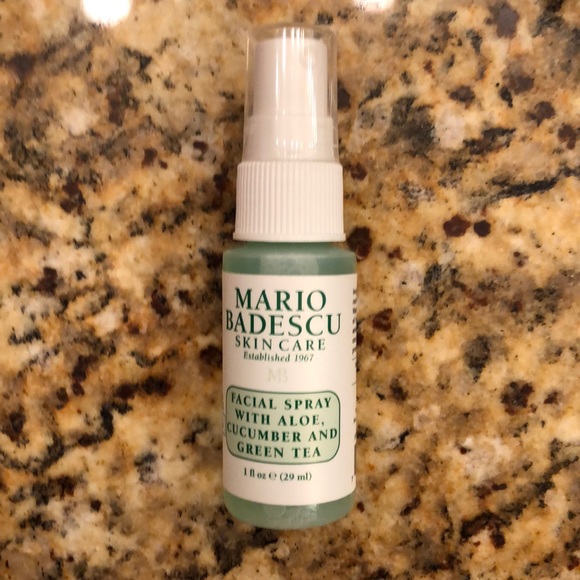 MARIO
BADESCU
SKIN CARE
Established 1967
MB
FACIAL SPRAY
WITH ALOE,
CUCUMBER AND
GREEN TEA
1 fl oz ℮ (29 ml)